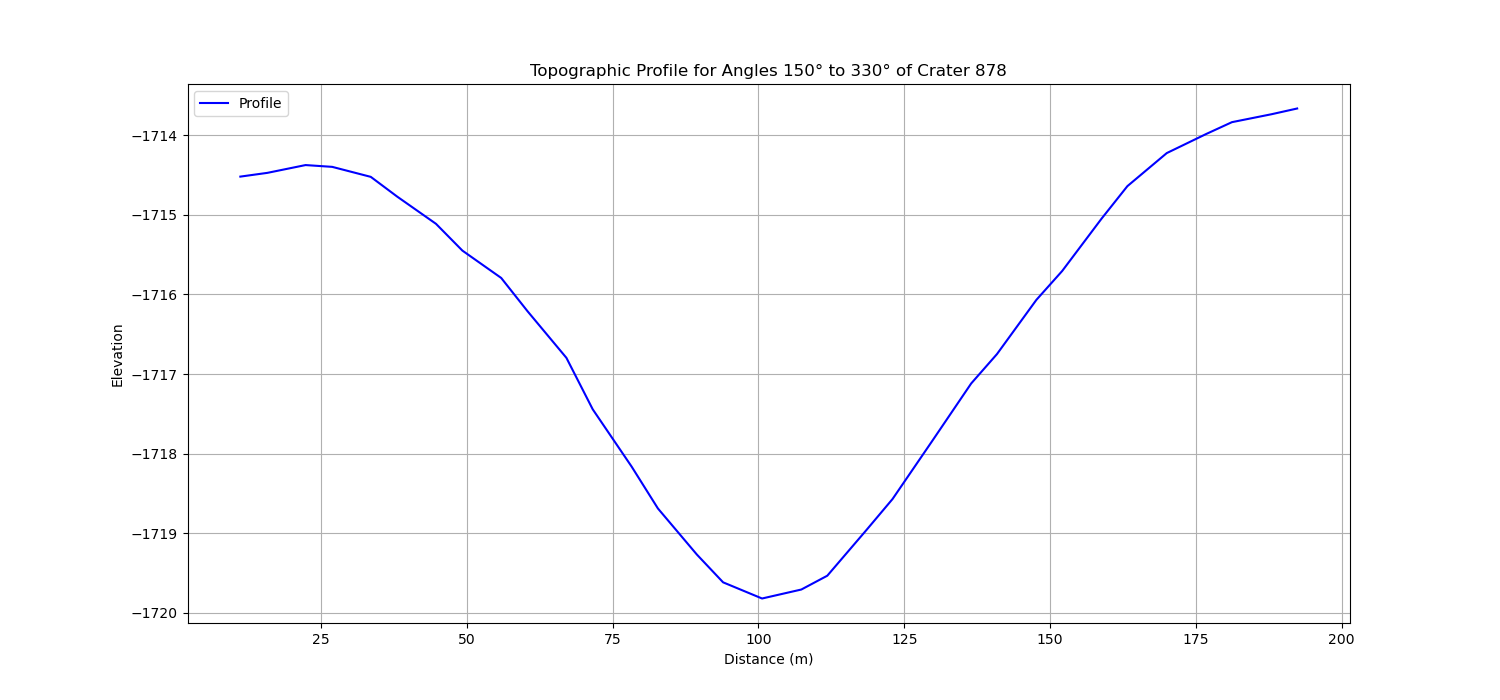 Topographic Profile for Angles 150° to 330° of Crater 878
Profile
−1714
−1715
−1716
−1717
−1718
−1719
−1720
Elevation
25 50 75 100 125 150 175 200
Distance (m)